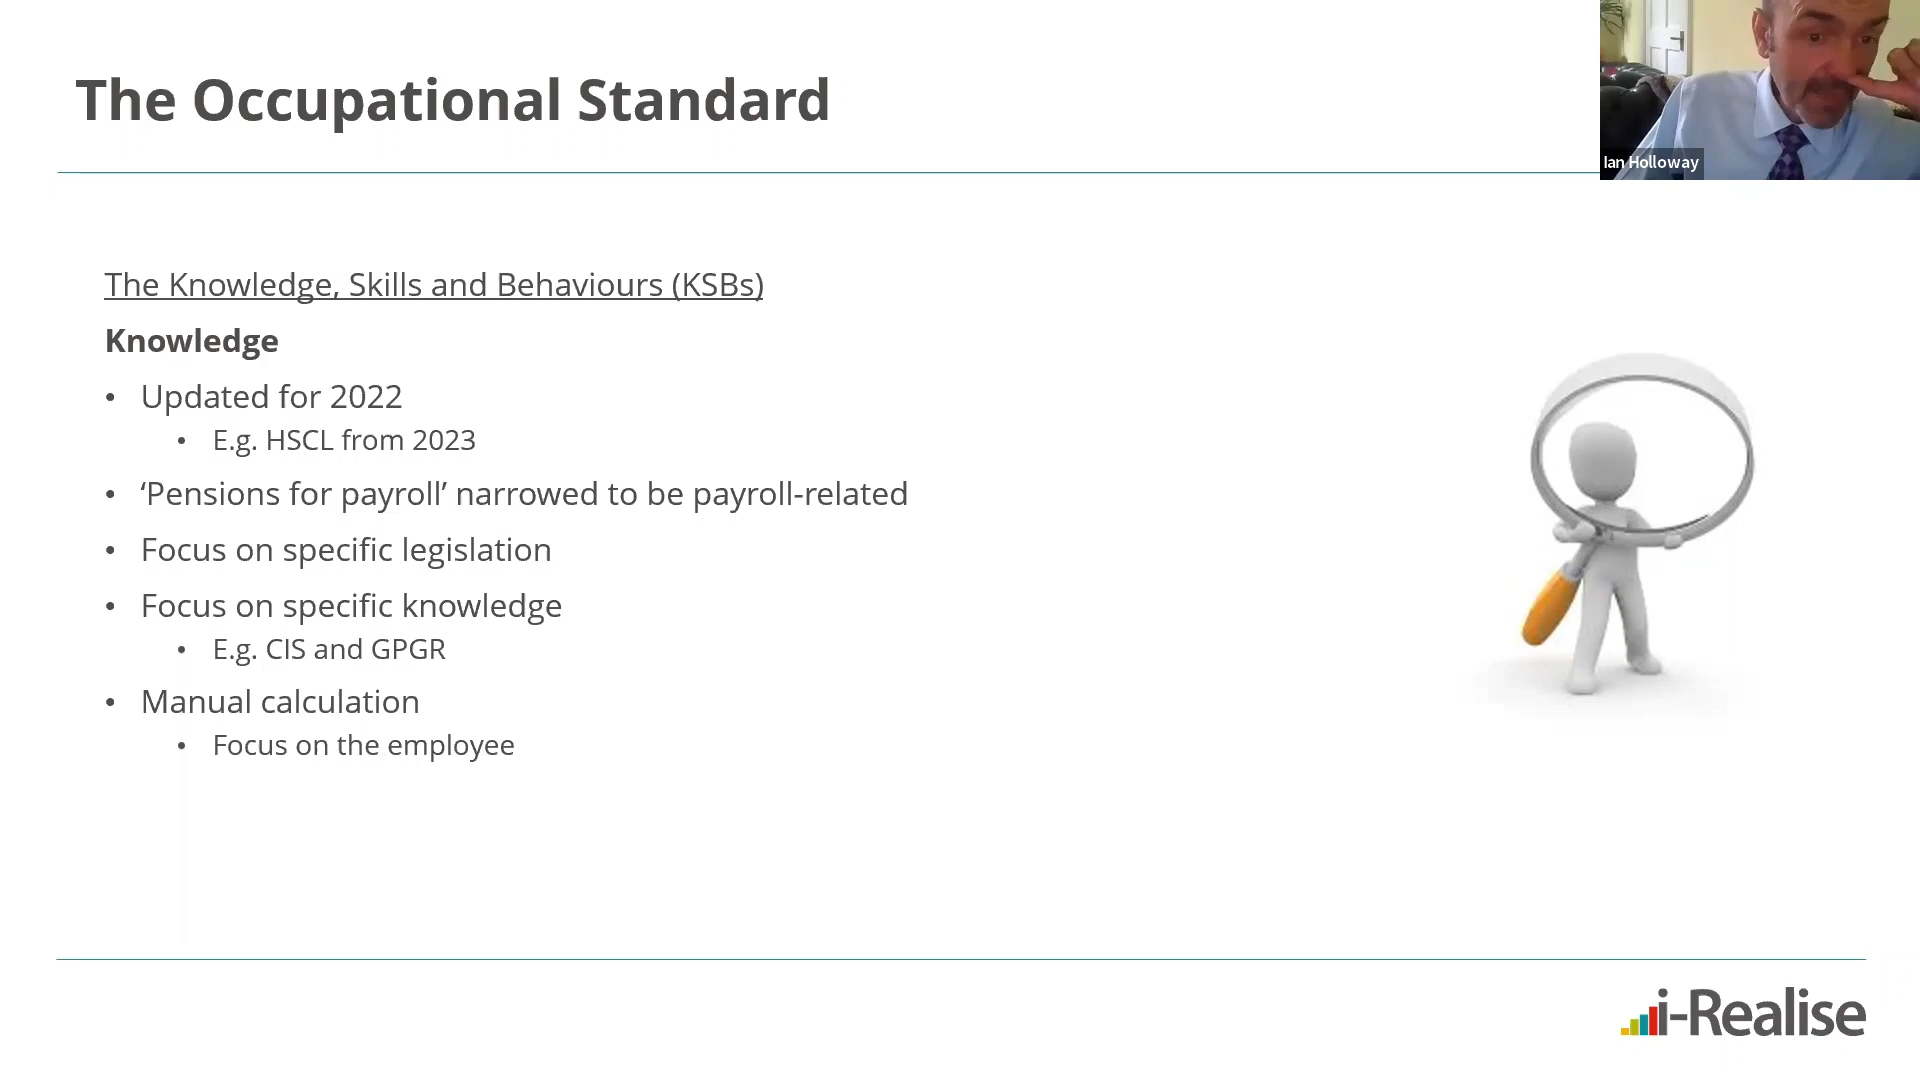 The Occupational Standard
Ian Holloway
The Knowledge, Skills and Behaviours (KSBs)
Knowledge
• Updated for 2022
• E.g. HSCL from 2023
• ‘Pensions for payroll’ narrowed to be payroll-related
• Focus on specific legislation
• Focus on specific knowledge
• E.g. CIS and GPGR
• Manual calculation
• Focus on the employee
i-Realise